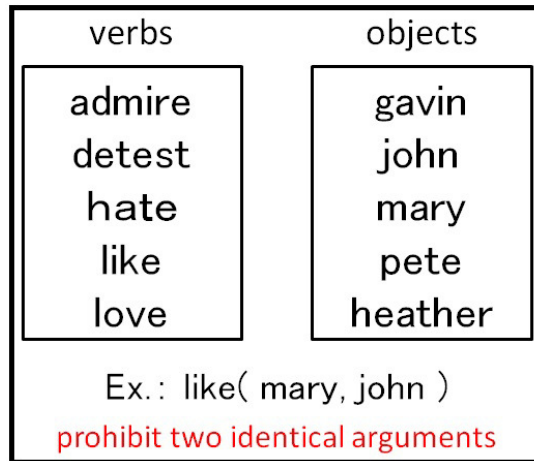 verbs
objects
admire
detest
hate
like
love
gavin
john
mary
pete
heather
Ex.: like( mary, john )
prohibit two identical arguments